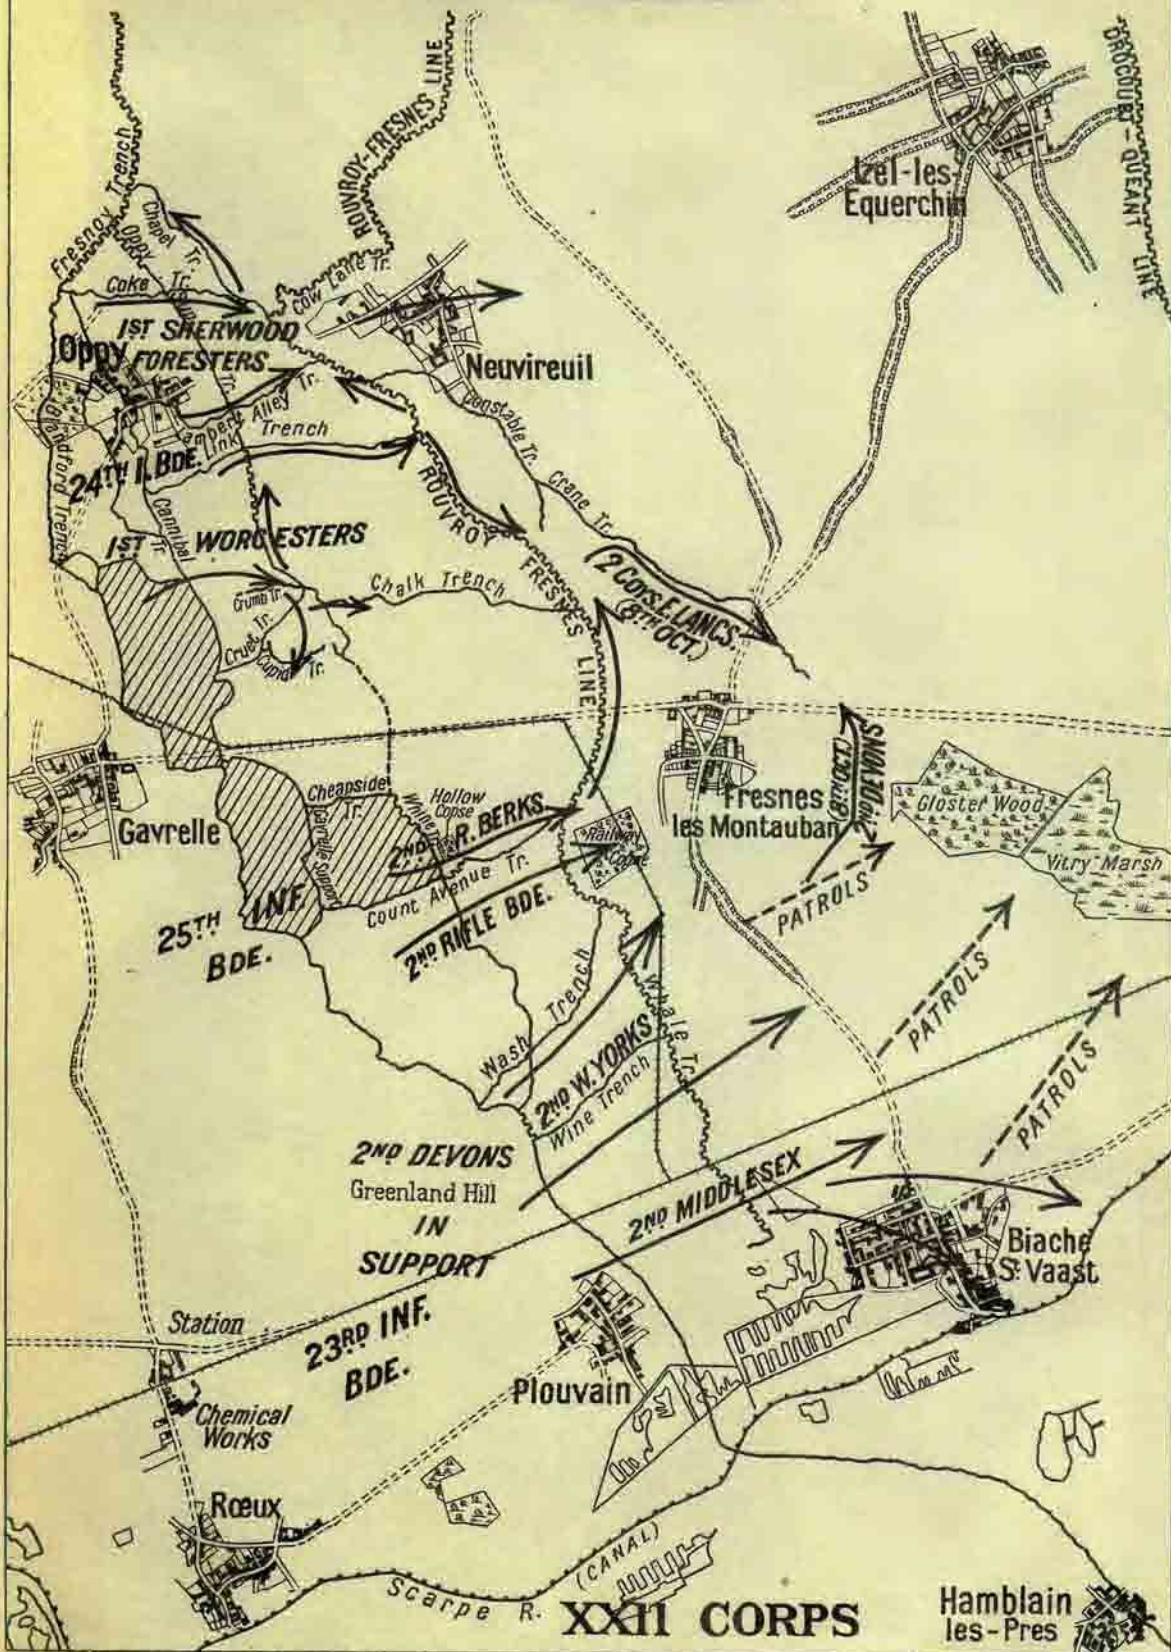 ROUVROY-FRESNES LINE
DROCOURT-QUEANT LINE
Izel-les-
Equerchin
Fresnoy Trench
Oppy
Chapel Tr.
Coke Tr.
Cow Lane Tr.
1ST SHERWOOD
FORESTERS
Oppy
Neuvireuil
Alley Tr.
Link
Trench
Constable Tr.
24TH I. BDE.
Crane Tr.
Cannibal
Tr.
ROUVROY
FRESNES LINE
1ST WORCESTERS
Chalk Trench
Crumb Tr.
Cruet Tr.
Cupid Tr.
2 COYS. E. LANCS.
(8TH OCT.)
Gavrelle
Cheapside
Tr.
Gavrelle Support
Hollow
Copse
2ND R. BERKS.
Railway
Copse
Count Avenue Tr.
2ND RIFLE BDE.
Fresnes
les Montauban
2ND DEVONS
(8TH OCT.)
Gloster Wood
Vitry Marsh
PATROLS
PATROLS
PATROLS
25TH INF.
BDE.
Wash Trench
Whale Tr.
2ND W. YORKS
Wine Trench
2ND DEVONS
Greenland Hill
IN
SUPPORT
2ND MIDDLESEX
Biache
St. Vaast
Station
23RD INF.
BDE.
Plouvain
Chemical
Works
Rœux
Scarpe R.
(CANAL)
XXII CORPS
Hamblain
les-Pres